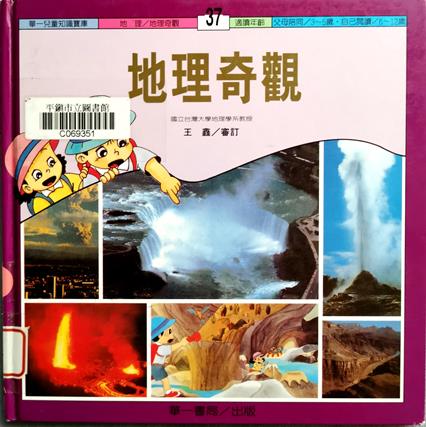 華一兒童知識寶庫
地　理／地理奇觀
37
適讀年齡
父母陪同／3～5歲・自己閱讀／6～12歲
地理奇觀
平鎮市立圖書館
C069351
國立台灣大學地理學系教授
王　鑫／審訂
華一書局／出版